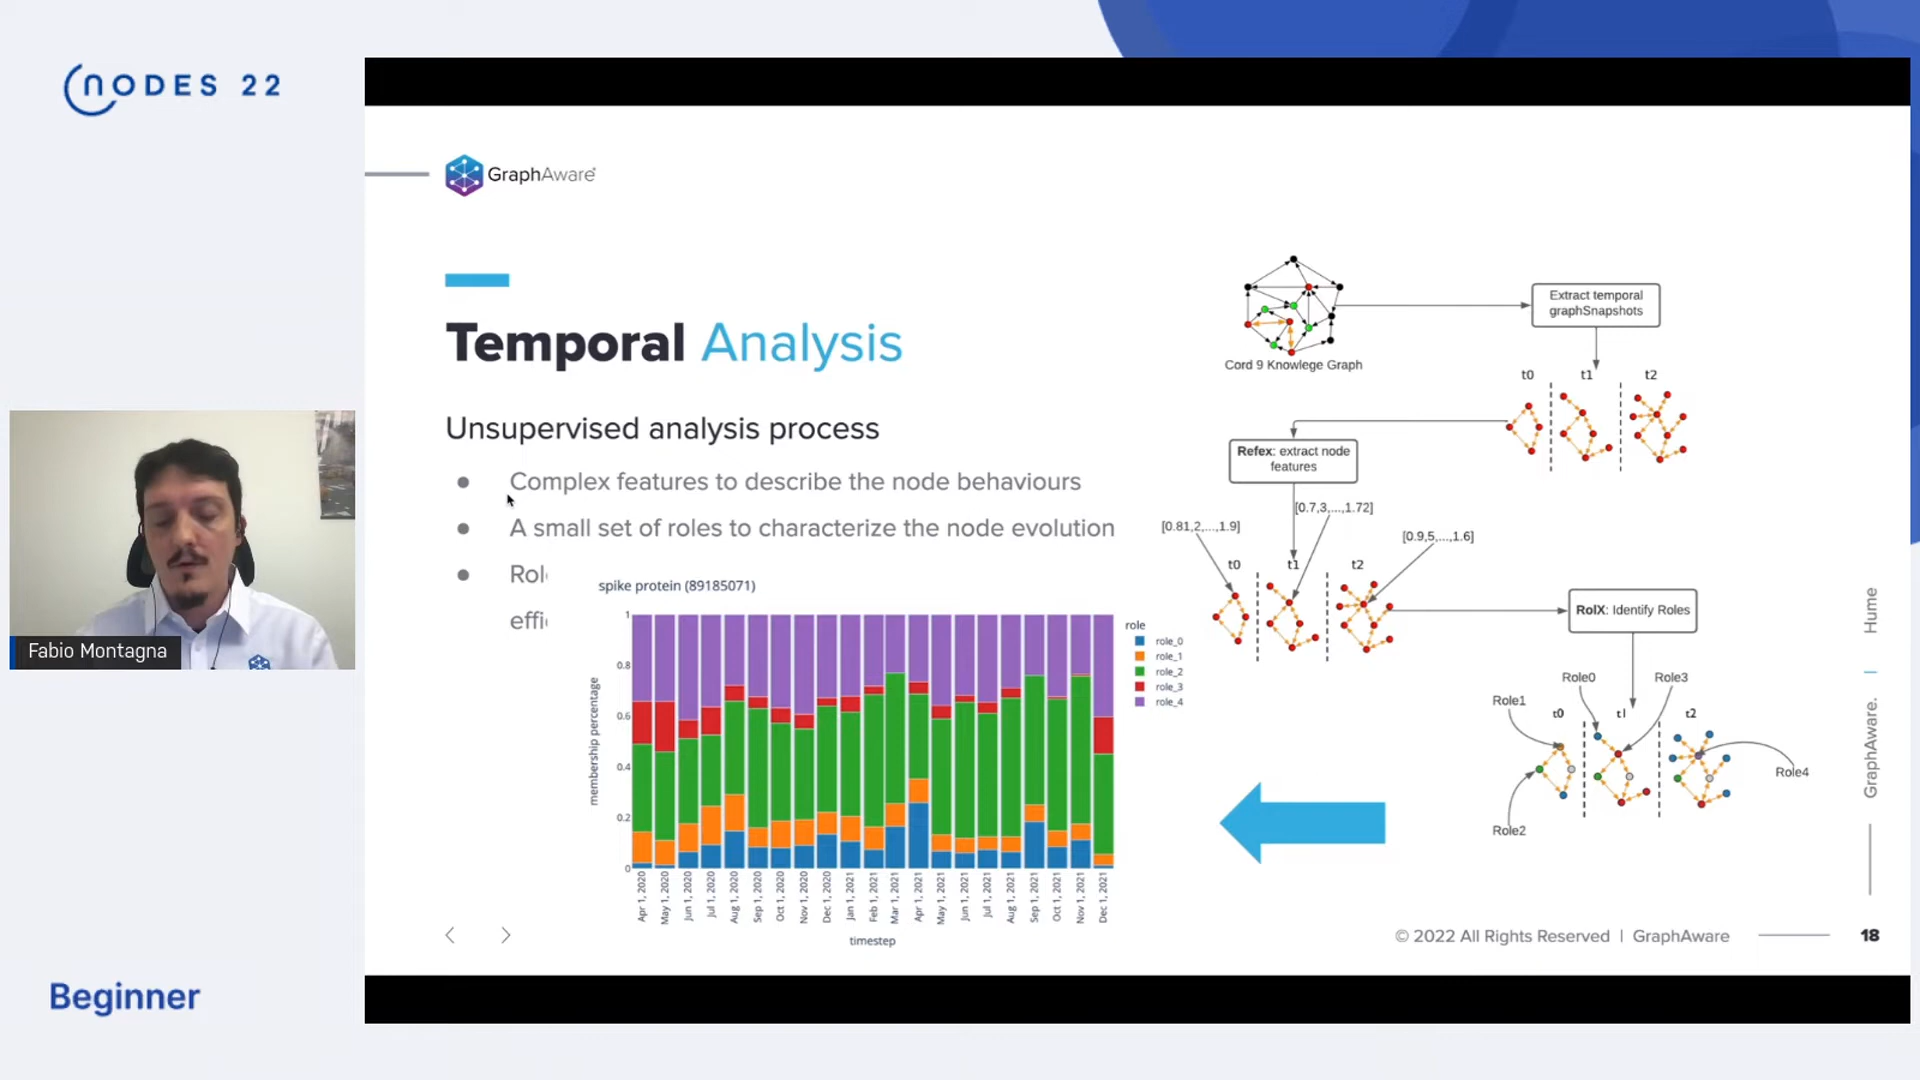 NODES 22
GraphAware
Temporal Analysis
Unsupervised analysis process
Complex features to describe the node behaviours
A small set of roles to characterize the node evolution
Rol
effi
spike protein (89185071)
1
0.8
0.6
0.4
0.2
0
membership percentage
Apr 1, 2020
May 1, 2020
Jun 1, 2020
Jul 1, 2020
Aug 1, 2020
Sep 1, 2020
Oct 1, 2020
Nov 1, 2020
Dec 1, 2020
Jan 1, 2021
Feb 1, 2021
Mar 1, 2021
Apr 1, 2021
May 1, 2021
Jun 1, 2021
Jul 1, 2021
Aug 1, 2021
Sep 1, 2021
Oct 1, 2021
Nov 1, 2021
Dec 1, 2021
timestep
role
role_0
role_1
role_2
role_3
role_4
Cord 9 Knowlege Graph
Extract temporal
graphSnapshots
t0 t1 t2
Refex: extract node
features
[0.81,2,...,1.9]
[0.7,3,...,1.72]
[0.9,5,...,1.6]
t0 t1 t2
RolX: Identify Roles
Role0
Role3
Role1
t0 t1 t2
Role4
Role2
GraphAware. | Hume
© 2022 All Rights Reserved | GraphAware
18
Fabio Montagna
Beginner